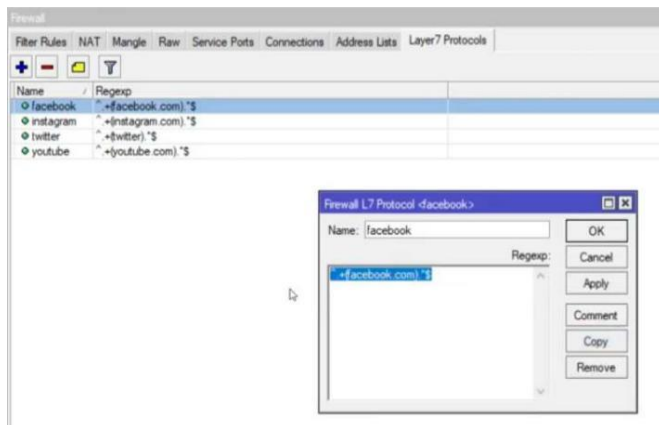 Firewall
Filter Rules NAT Mangle Raw Service Ports Connections Address Lists Layer7 Protocols
Name / Regexp
facebook ^.+(facebook.com).*$
instagram ^.+(instagram.com).*$
twitter ^.+(twitter).*$
youtube ^.+(youtube.com).*$
Firewall L7 Protocol <facebook>
Name: facebook
OK
Regexp:
Cancel
^.+(facebook.com).*$
Apply
Comment
Copy
Remove